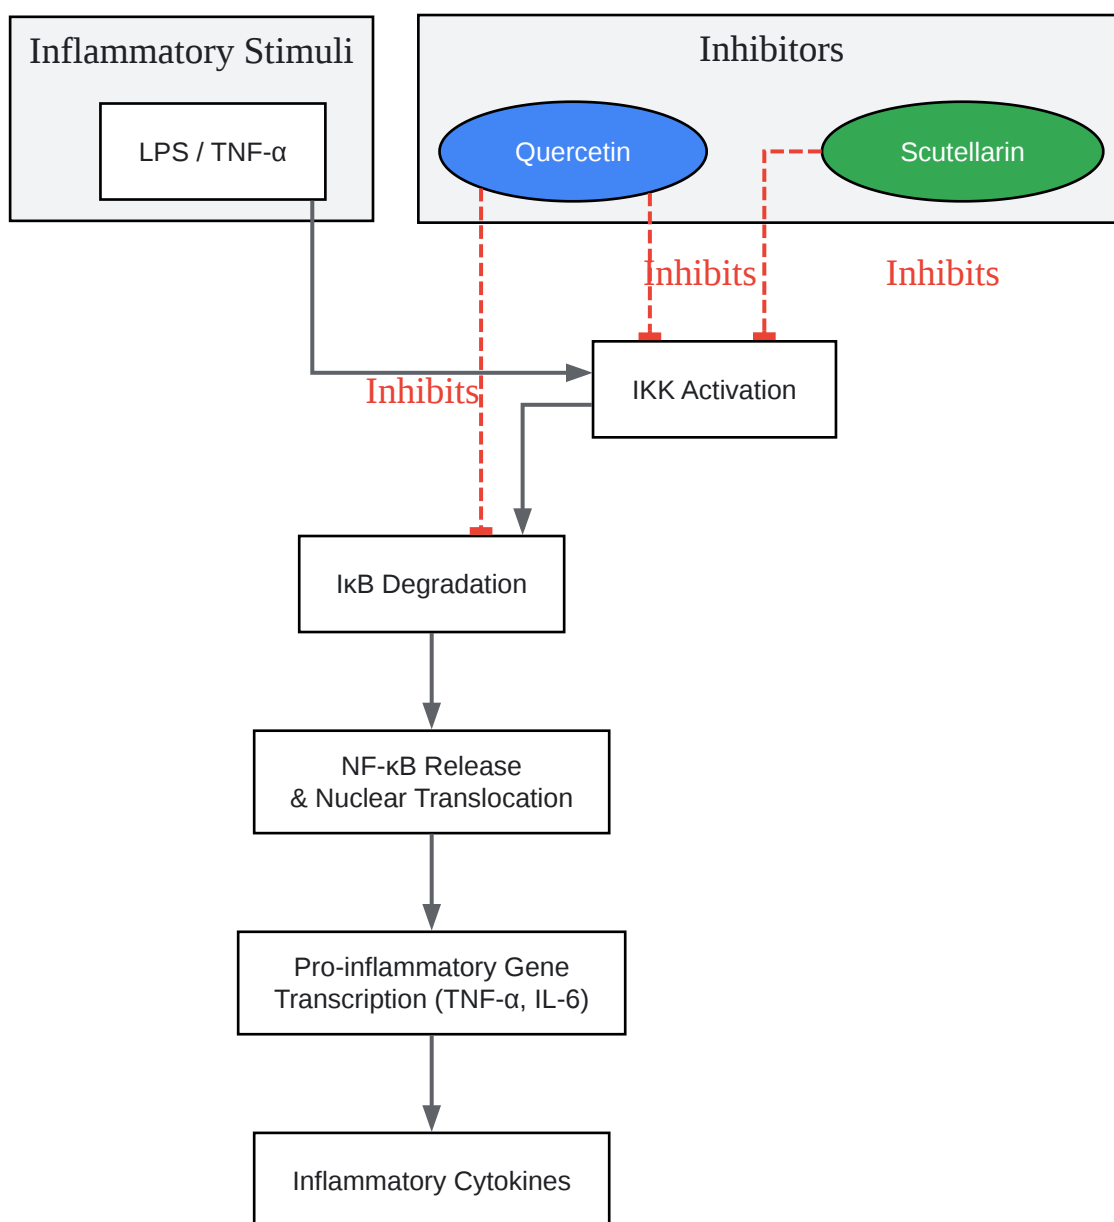 Inflammatory Stimuli
Inhibitors
LPS / TNF-α
Quercetin
Scutellarin
Inhibits
Inhibits
Inhibits
IKK Activation
IκB Degradation
NF-κB Release
& Nuclear Translocation
Pro-inflammatory Gene
Transcription (TNF-α, IL-6)
Inflammatory Cytokines